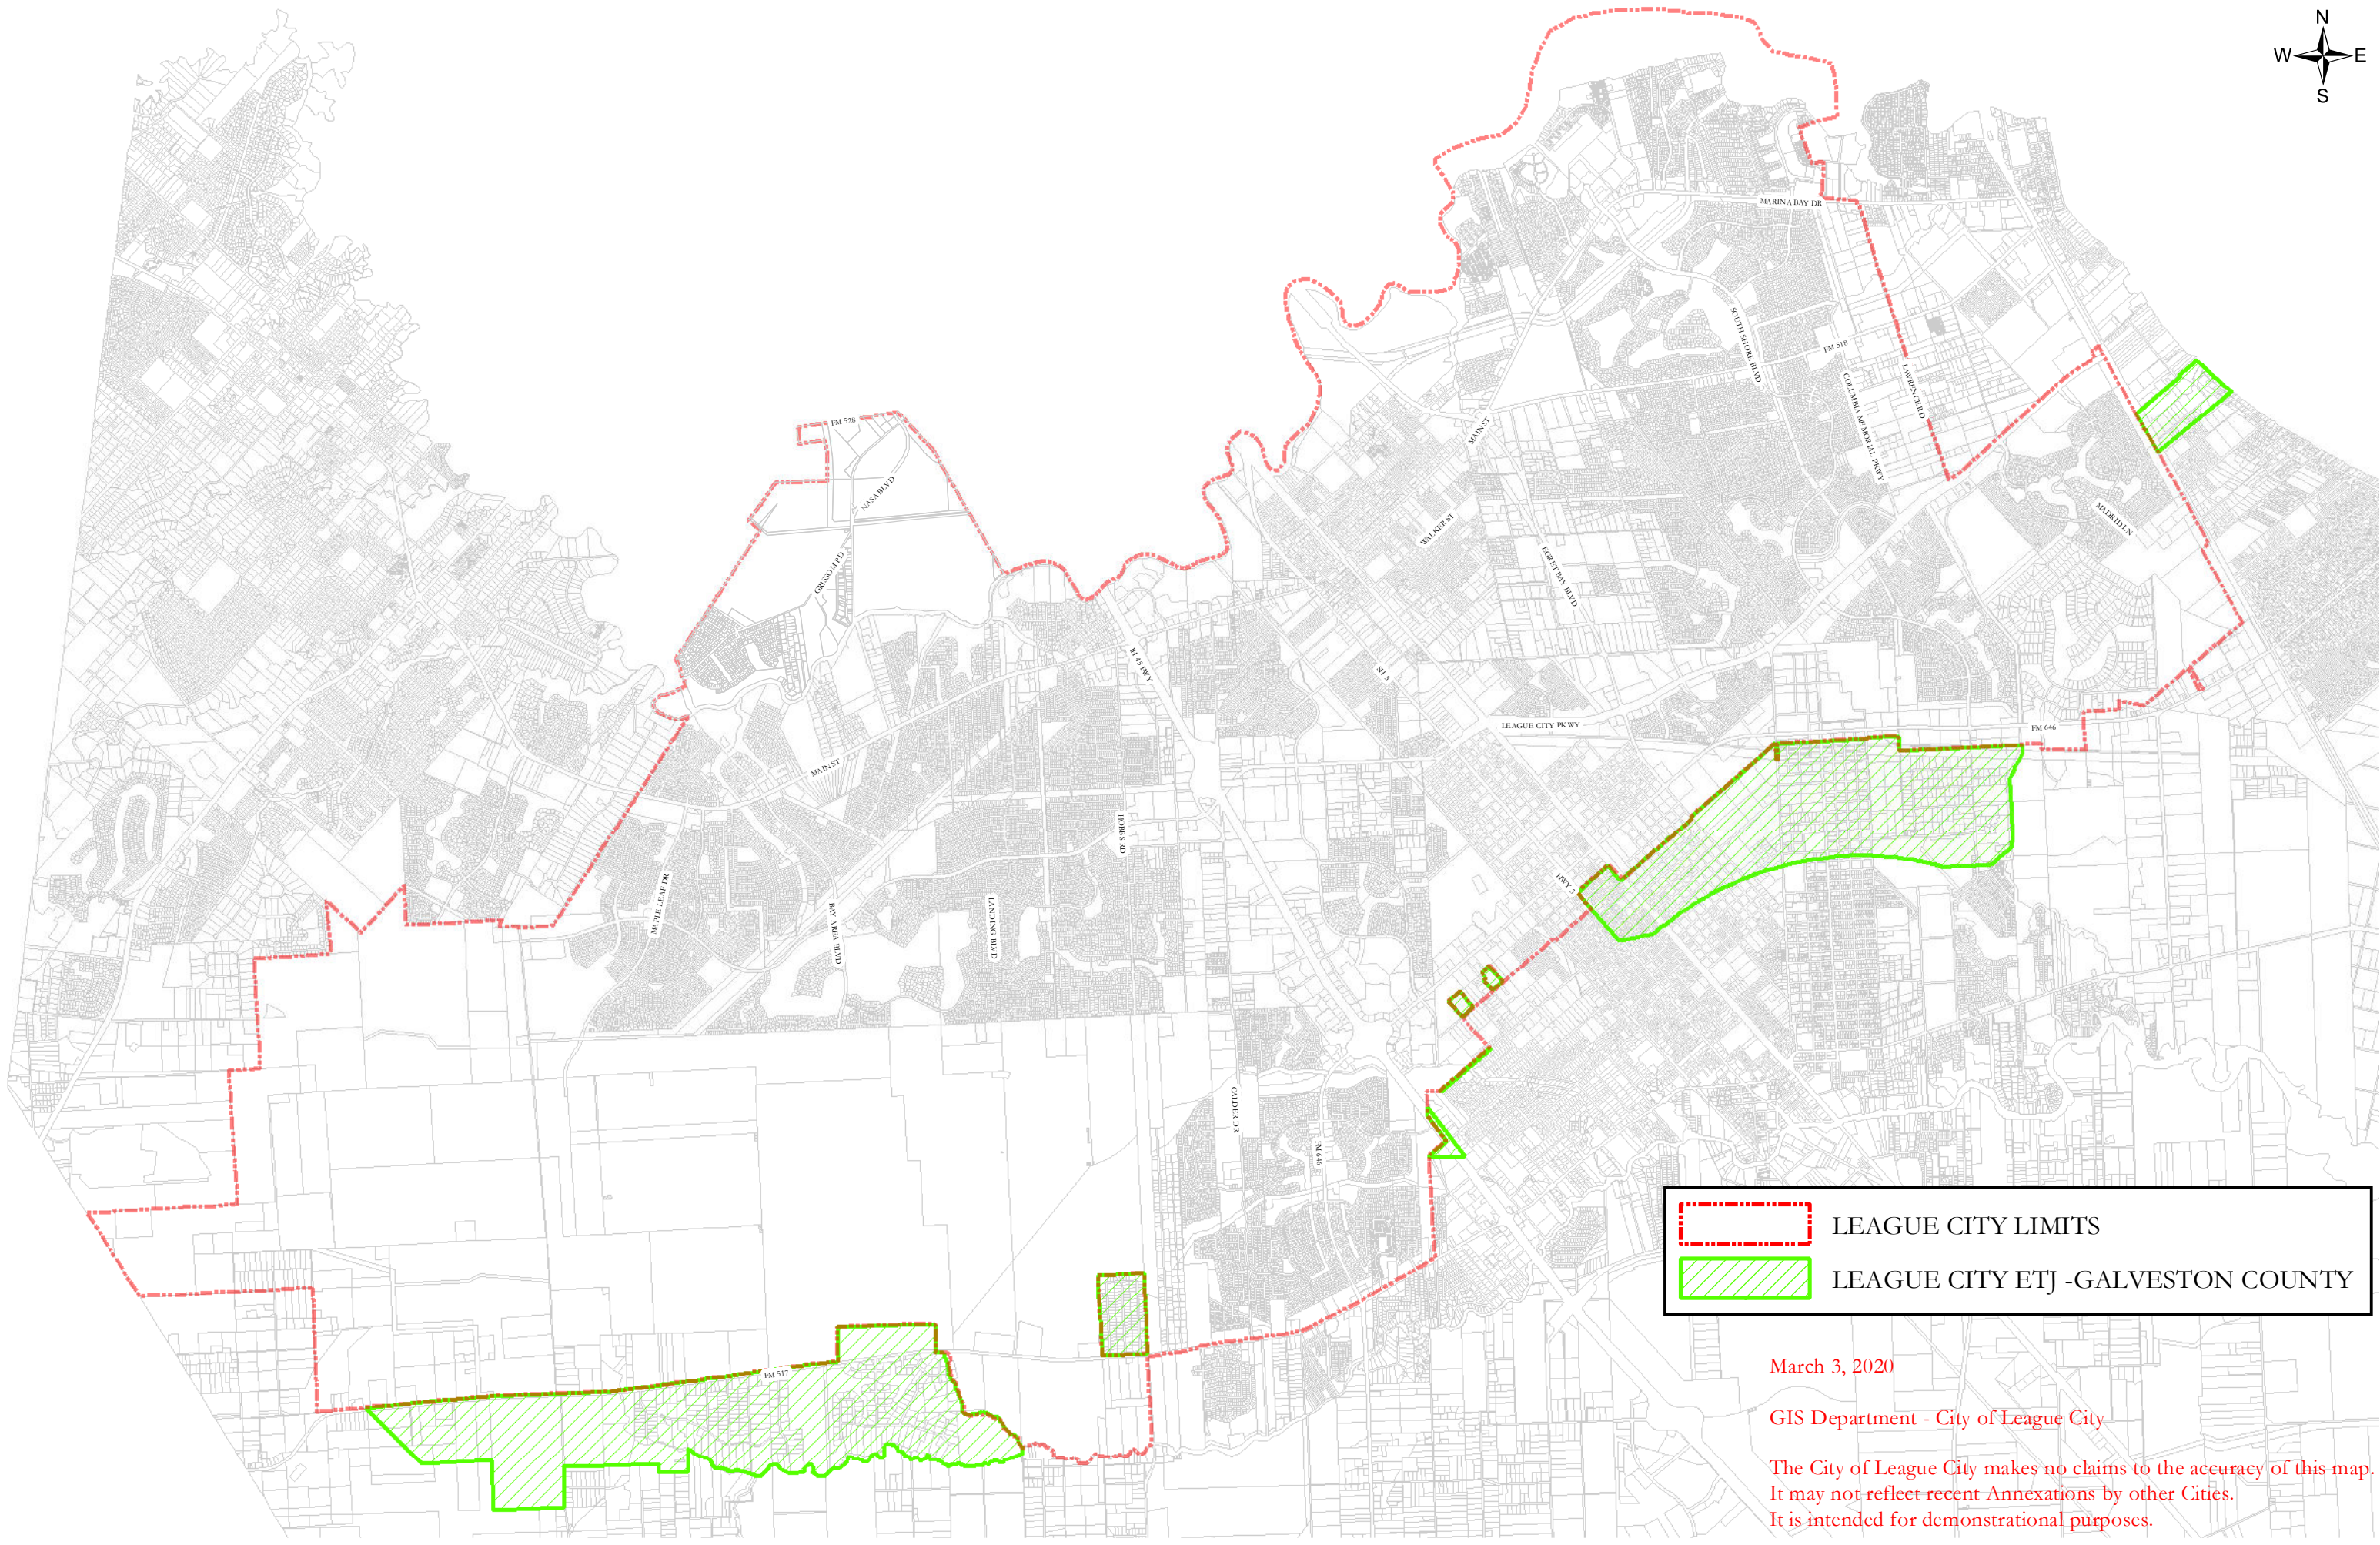 N
W E
S
MARINA BAY DR
SOUTH SHORE BLVD
FM 518
LAWRENCE RD
COLUMBIA MEMORIAL PKWY
FM 528
MAIN ST
NASA BLVD
MADRID LN
WALKER ST
GRISSOM RD
EGRET BAY BLVD
IH 45 HWY
SH 3
LEAGUE CITY PKWY
FM 646
MAIN ST
HOBBS RD
HWY 3
MAPLE LEAF DR
BAY AREA BLVD
LANDING BLVD
CALDER DR
FM 646
FM 517
LEAGUE CITY LIMITS
LEAGUE CITY ETJ -GALVESTON COUNTY
March 3, 2020
GIS Department - City of League City
The City of League City makes no claims to the accuracy of this map.
It may not reflect recent Annexations by other Cities.
It is intended for demonstrational purposes.